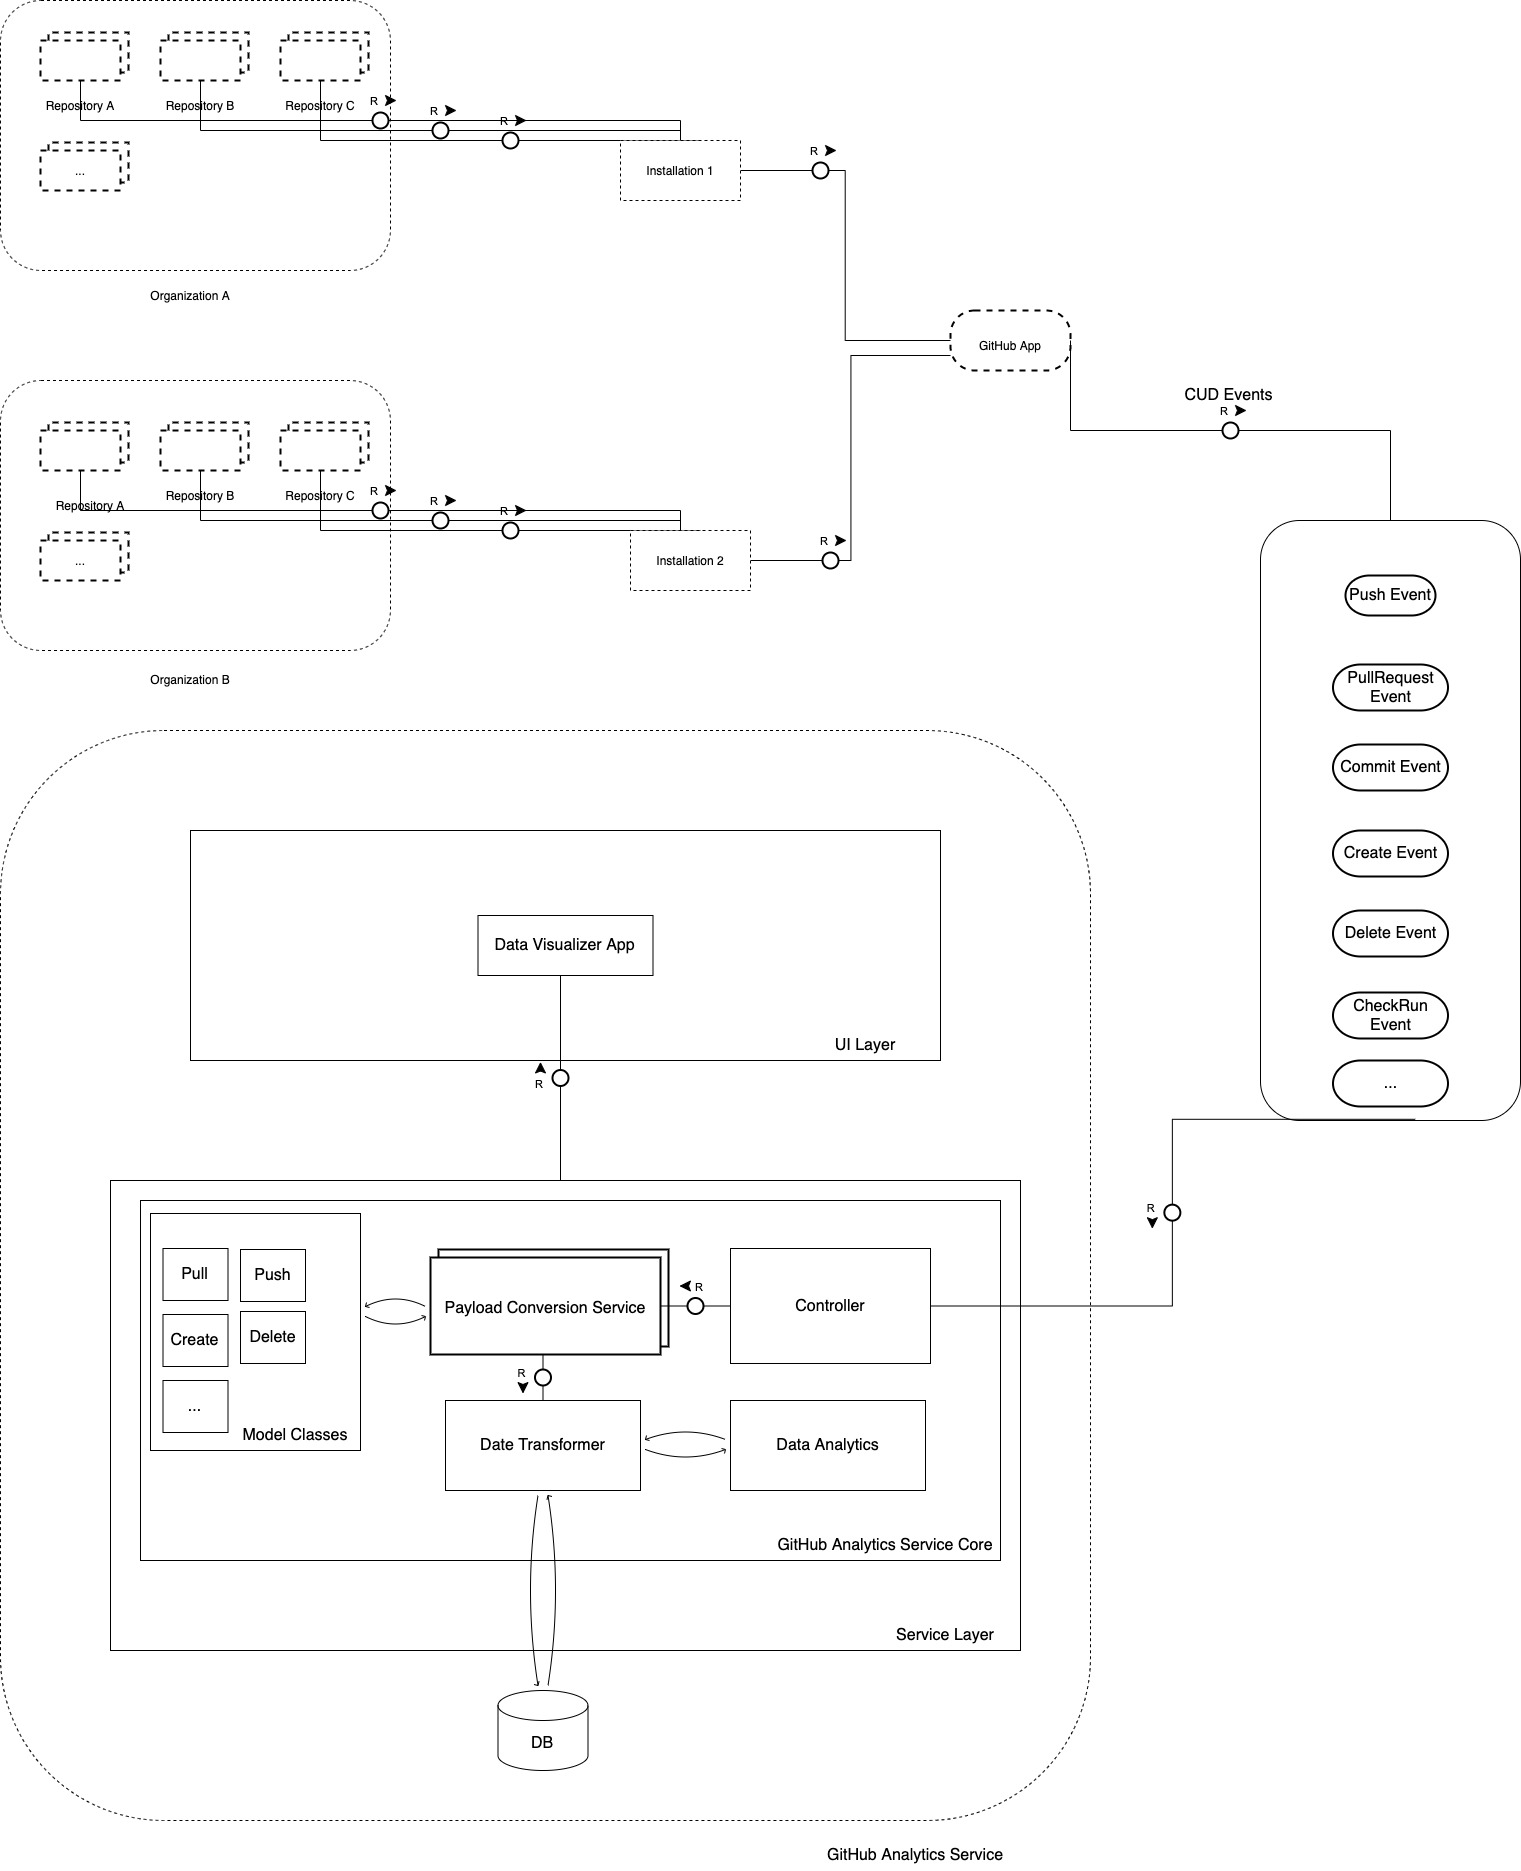 Repository A
Repository B
Repository C
R
R
R
...
Installation 1
R
Organization A
GitHub App
CUD Events
R
Repository A
Repository B
Repository C
R
R
R
...
Installation 2
R
Organization B
Push Event
PullRequest
Event
Commit Event
Create Event
Delete Event
CheckRun
Event
...
R
Data Visualizer App
UI Layer
R
Pull
Push
Create
Delete
...
Model Classes
Payload Conversion Service
R
Controller
R
Date Transformer
Data Analytics
GitHub Analytics Service Core
Service Layer
DB
GitHub Analytics Service